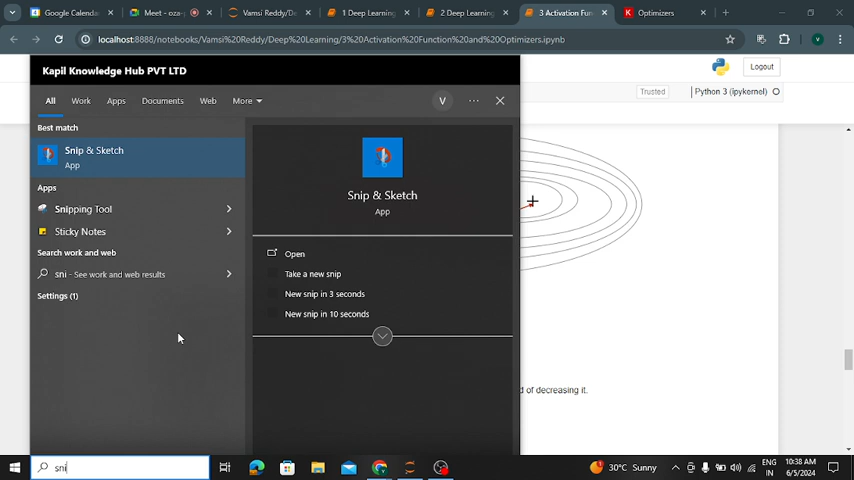 Google Calendar
Meet - oza-p
Vamsi Reddy/De
1 Deep Learning
2 Deep Learning
3 Activation Fun
Optimizers
localhost:8888/notebooks/Vamsi%20Reddy/Deep%20Learning/3%20Activation%20Function%20and%20Optimizers.ipynb
Kapil Knowledge Hub PVT LTD
Logout
Trusted
Python 3 (ipykernel)
All Work Apps Documents Web More
V
Best match
Snip & Sketch
App
Apps
Snipping Tool
Sticky Notes
Search work and web
sni - See work and web results
Settings (1)
Snip & Sketch
App
Open
Take a new snip
New snip in 3 seconds
New snip in 10 seconds
d of decreasing it.
sni
30°C Sunny
ENG
IN
10:38 AM
6/5/2024